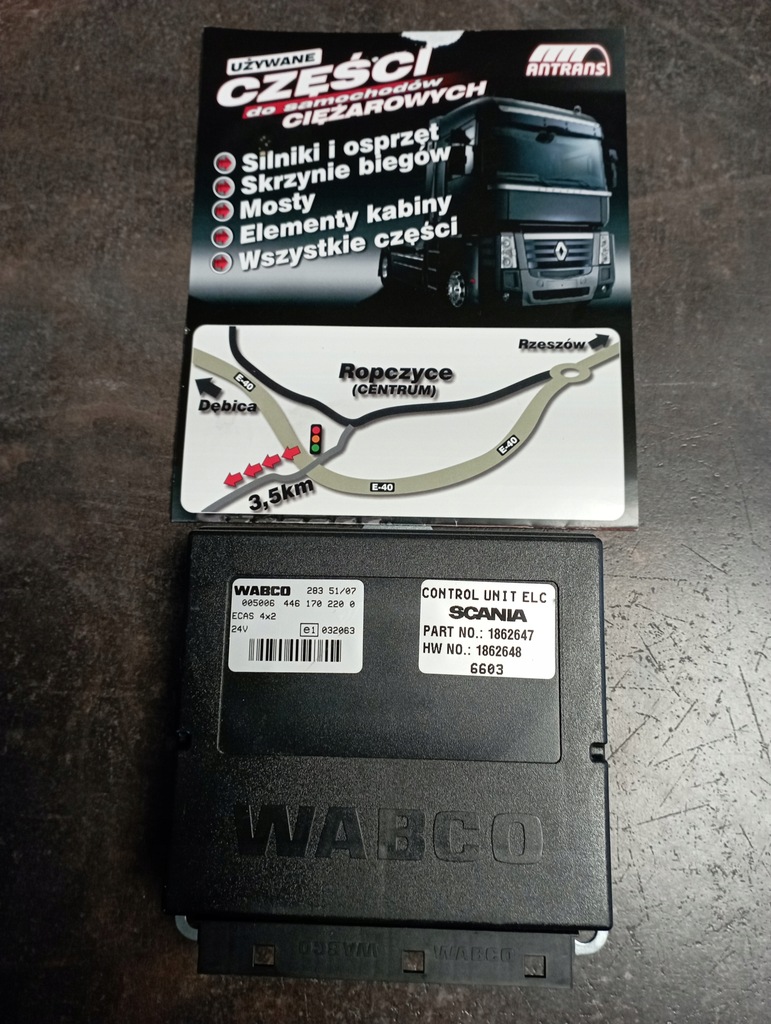 UŻYWANE
CZĘŚCI
do samochodów
CIĘŻAROWYCH
ANTRANS
Silniki i osprzęt
Skrzynie biegów
Mosty
Elementy kabiny
Wszystkie części
Rzeszów
Ropczyce
(CENTRUM)
E-40
Dębica
E-40
3,5km
E-40
WABCO 283 51/07
005006 446 170 220 0
ECAS 4x2
24V e1 032063
CONTROL UNIT ELC
SCANIA
PART NO.: 1862647
HW NO.: 1862648
6603
WABCO
WABCO WABCO